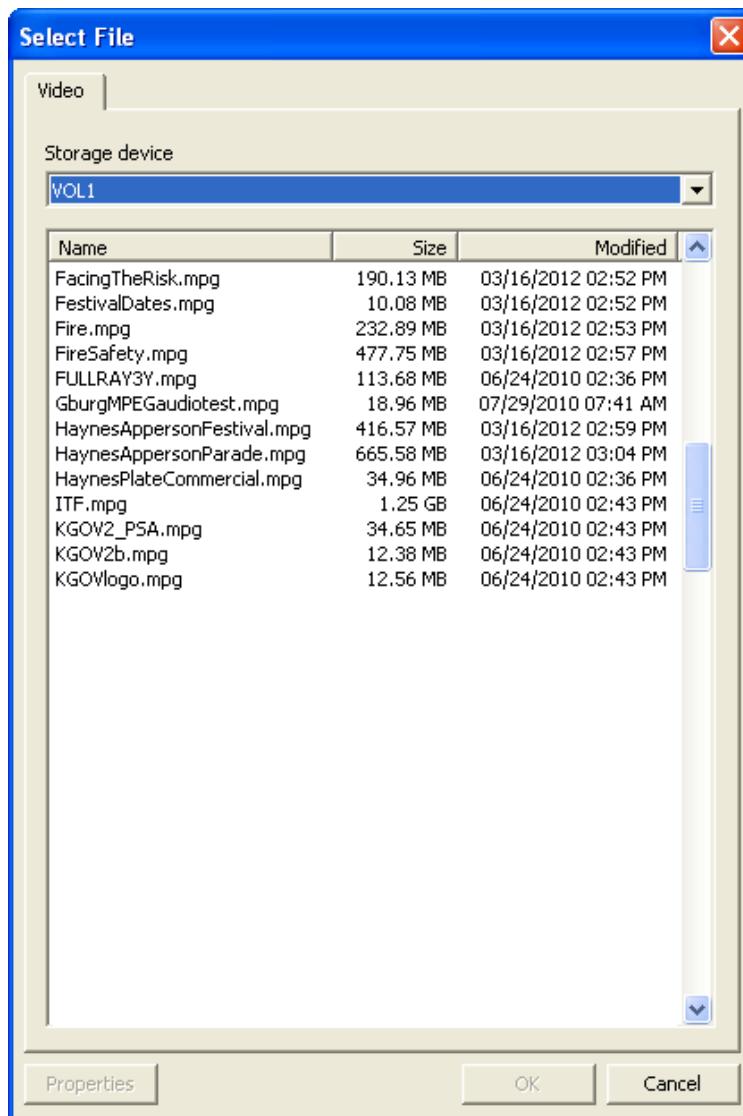 Select File
Video
Storage device
VOL1
Name Size Modified
FacingTheRisk.mpg 190.13 MB 03/16/2012 02:52 PM
FestivalDates.mpg 10.08 MB 03/16/2012 02:52 PM
Fire.mpg 232.89 MB 03/16/2012 02:53 PM
FireSafety.mpg 477.75 MB 03/16/2012 02:57 PM
FULLRAY3Y.mpg 113.68 MB 06/24/2010 02:36 PM
GburgMPEGaudiotest.mpg 18.96 MB 07/29/2010 07:41 AM
HaynesAppersonFestival.mpg 416.57 MB 03/16/2012 02:59 PM
HaynesAppersonParade.mpg 665.58 MB 03/16/2012 03:04 PM
HaynesPlateCommercial.mpg 34.96 MB 06/24/2010 02:36 PM
ITF.mpg 1.25 GB 06/24/2010 02:43 PM
KGOV2_PSA.mpg 34.65 MB 06/24/2010 02:43 PM
KGOV2b.mpg 12.38 MB 06/24/2010 02:43 PM
KGOVlogo.mpg 12.56 MB 06/24/2010 02:43 PM
Properties OK Cancel